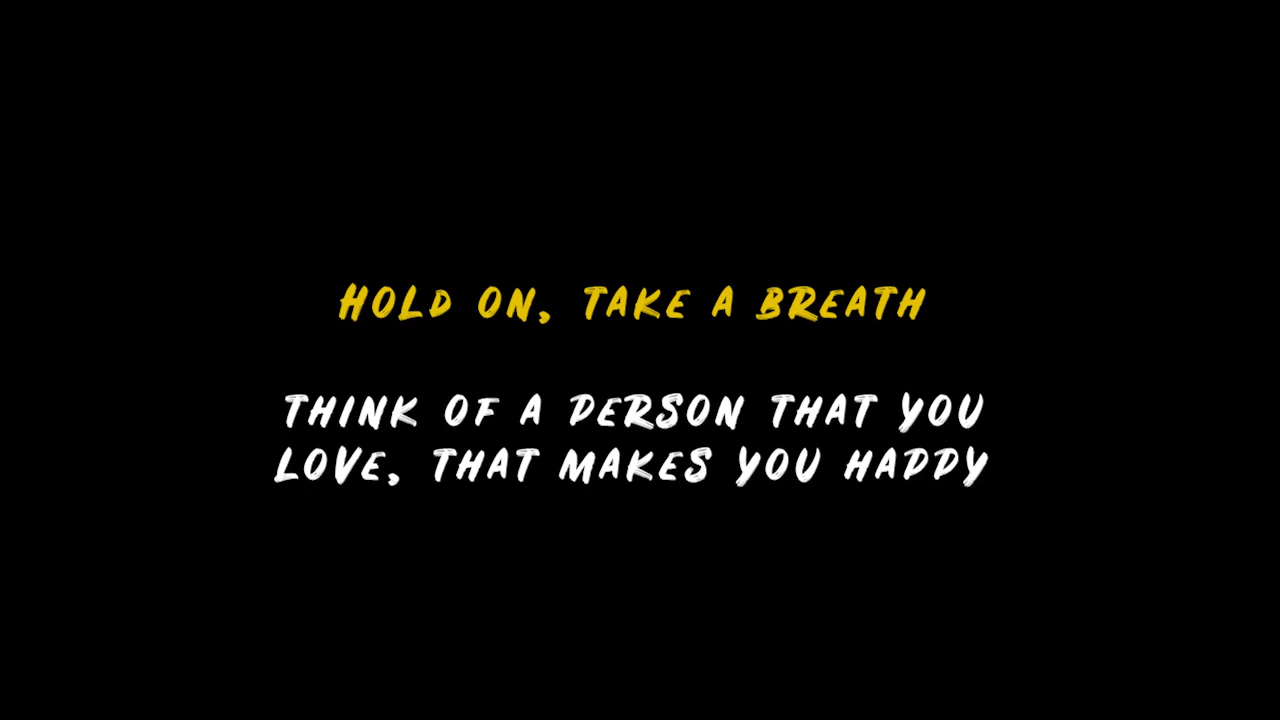 HOLD ON, TAKE A BREATH
THINK OF A PERSON THAT YOU
LOVE, THAT MAKES YOU HAPPY